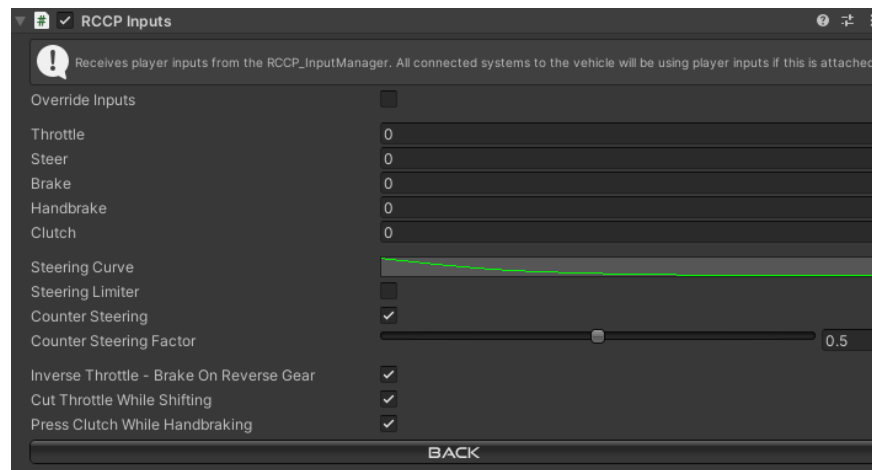 RCCP Inputs
Receives player inputs from the RCCP_InputManager. All connected systems to the vehicle will be using player inputs if this is attached
Override Inputs
Throttle 0
Steer 0
Brake 0
Handbrake 0
Clutch 0
Steering Curve
Steering Limiter
Counter Steering
Counter Steering Factor 0.5
Inverse Throttle - Brake On Reverse Gear
Cut Throttle While Shifting
Press Clutch While Handbraking
BACK